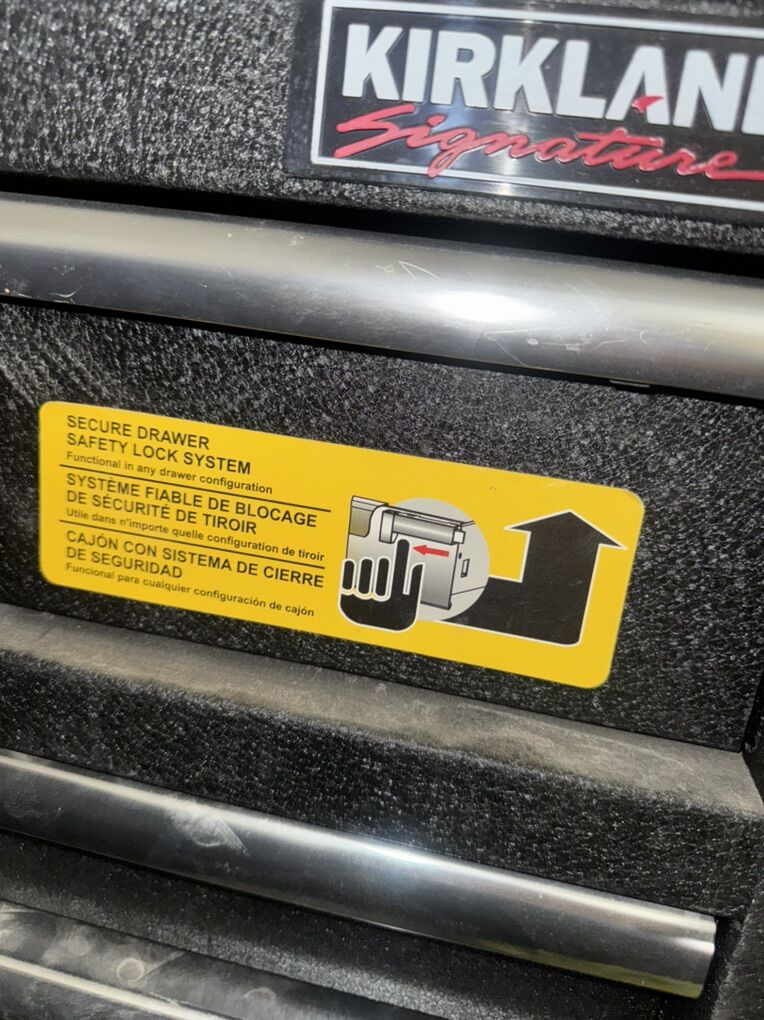 KIRKLAN
Signature
SECURE DRAWER
SAFETY LOCK SYSTEM
Functional in any drawer configuration
SYSTÈME FIABLE DE BLOCAGE
DE SÉCURITÉ DE TIROIR
Utile dans n'importe quelle configuration de tiroir
CAJÓN CON SISTEMA DE CIERRE
DE SEGURIDAD
Funcional para cualquier configuración de cajón